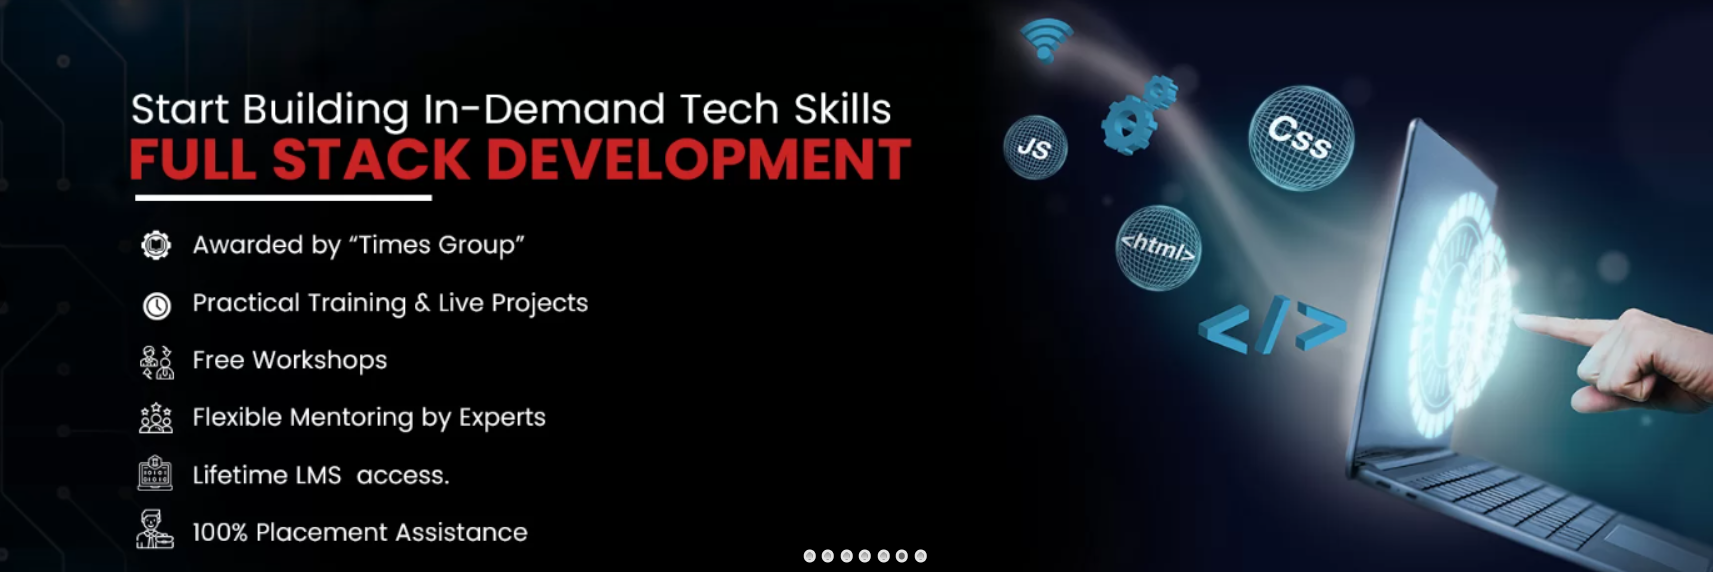 Start Building In-Demand Tech Skills
FULL STACK DEVELOPMENT
Awarded by “Times Group”
Practical Training & Live Projects
Free Workshops
Flexible Mentoring by Experts
Lifetime LMS  access.
100% Placement Assistance
JS
Css
<html>
</>